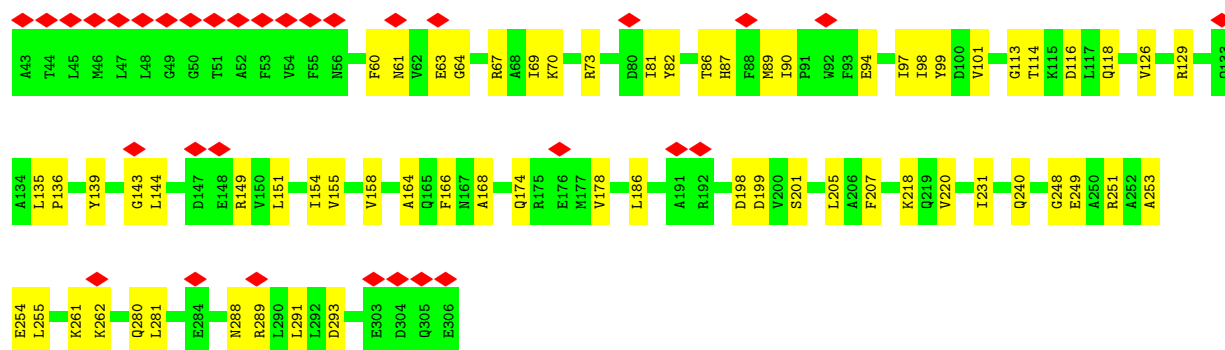 A43 T44 L45 M46 L47 L48 G49 G50 T51 A52 F53 V54 F55 N56 F60 N61 V62 E63 G64 R67 A68 I69 K70 R73 D80 I81 Y82 T86 H87 F88 M89 I90 P91 W92 F93 E94 I97 I98 Y99 D100 V101 G113 T114 K115 D116 L117 Q118 V126 R129
A134 L135 P136 Y139 G143 L144 D147 E148 R149 V150 L151 I154 V155 V158 A164 Q165 F166 N167 A168 Q174 R175 E176 M177 V178 L186 A191 R192 D198 D199 V200 S201 L205 A206 F207 K218 Q219 V220 I231 Q240 G248 E249 A250 R251 A252 A253
E254 L255 K261 K262 Q280 L281 E284 N288 R289 L290 L291 L292 D293 E303 D304 Q305 E306